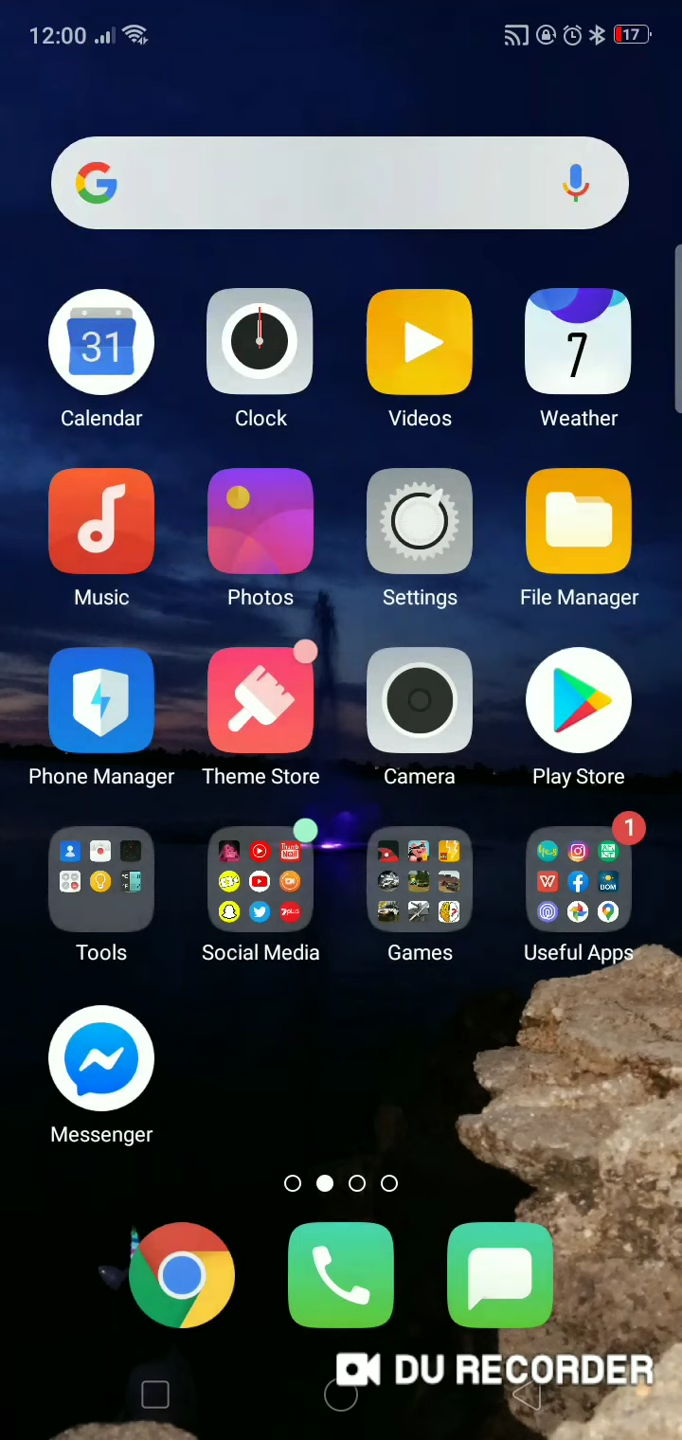 12:00 17
31 7
Calendar Clock Videos Weather
Music Photos Settings File Manager
Phone Manager Theme Store Camera Play Store
1
Tools Social Media Games Useful Apps
Messenger
DU RECORDER